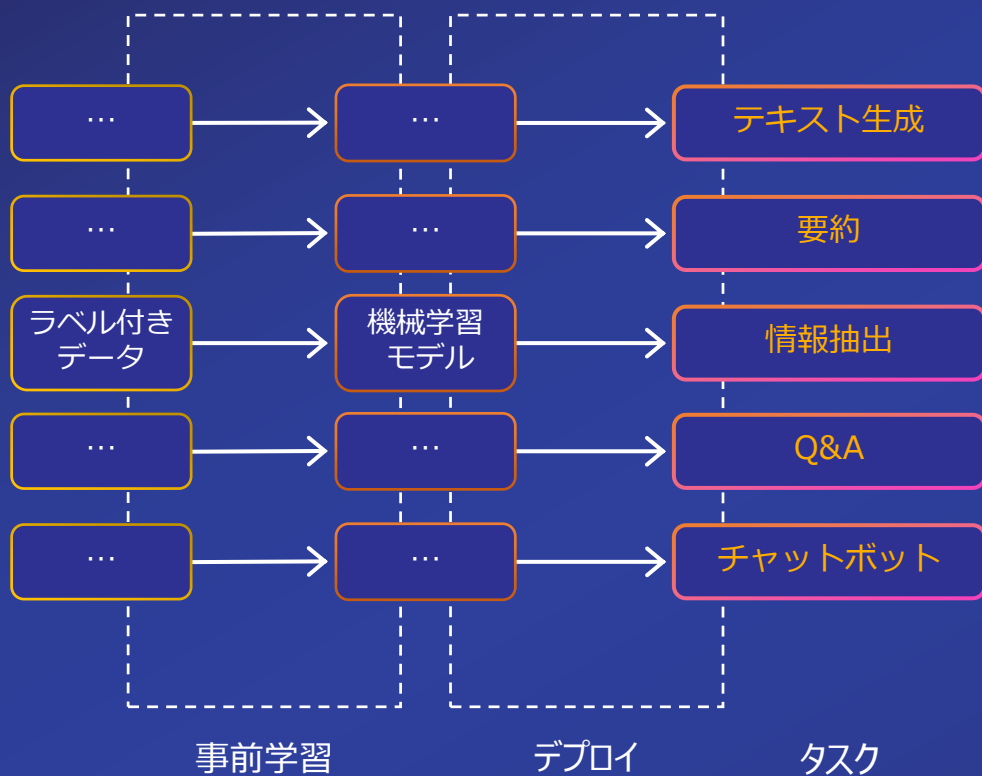 …
…
テキスト生成
…
…
要約
ラベル付き
データ
機械学習
モデル
情報抽出
…
…
Q&A
…
…
チャットボット
事前学習
デプロイ
タスク